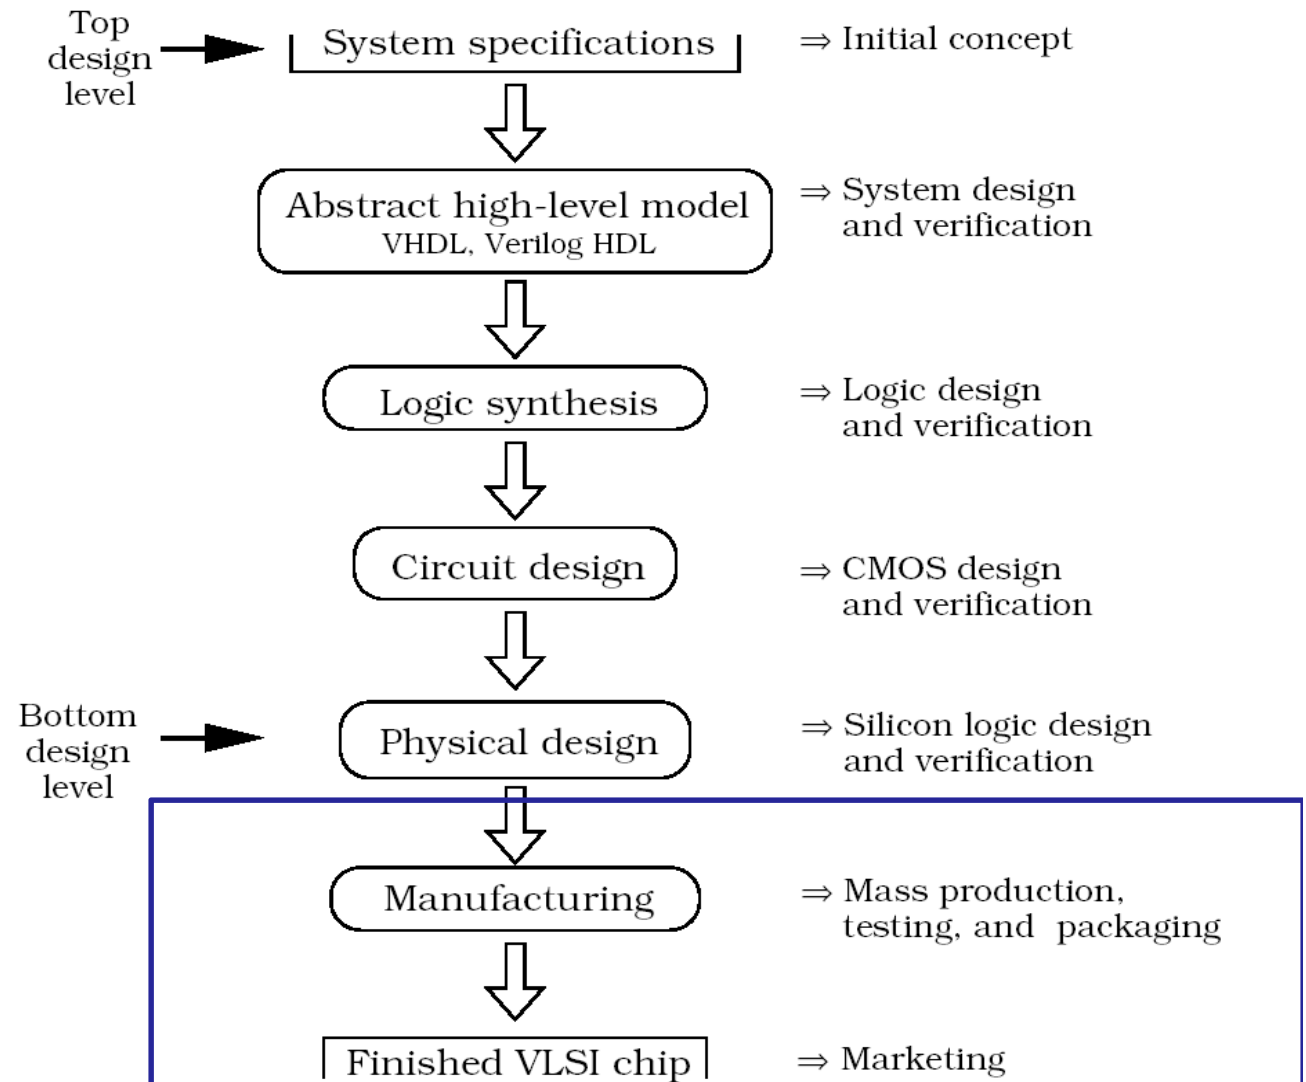 Top
design
level
System specifications
⇒ Initial concept
Abstract high-level model
VHDL, Verilog HDL
⇒ System design
and verification
Logic synthesis
⇒ Logic design
and verification
Circuit design
⇒ CMOS design
and verification
Bottom
design
level
Physical design
⇒ Silicon logic design
and verification
Manufacturing
⇒ Mass production,
testing, and packaging
Finished VLSI chip
⇒ Marketing